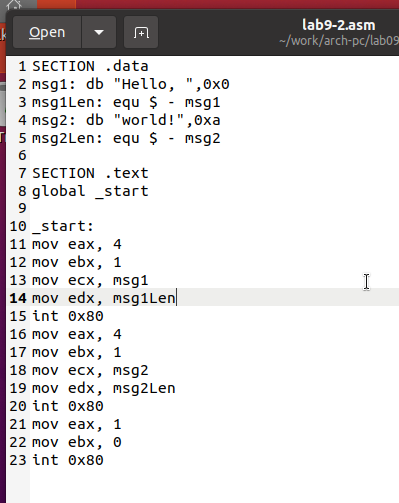 Open
lab9-2.asm
~/work/arch-pc/lab09
1 SECTION .data
2 msg1: db "Hello, ",0x0
3 msg1Len: equ $ - msg1
4 msg2: db "world!",0xa
5 msg2Len: equ $ - msg2
6
7 SECTION .text
8 global _start
9
10 _start:
11 mov eax, 4
12 mov ebx, 1
13 mov ecx, msg1
14 mov edx, msg1Len
15 int 0x80
16 mov eax, 4
17 mov ebx, 1
18 mov ecx, msg2
19 mov edx, msg2Len
20 int 0x80
21 mov eax, 1
22 mov ebx, 0
23 int 0x80